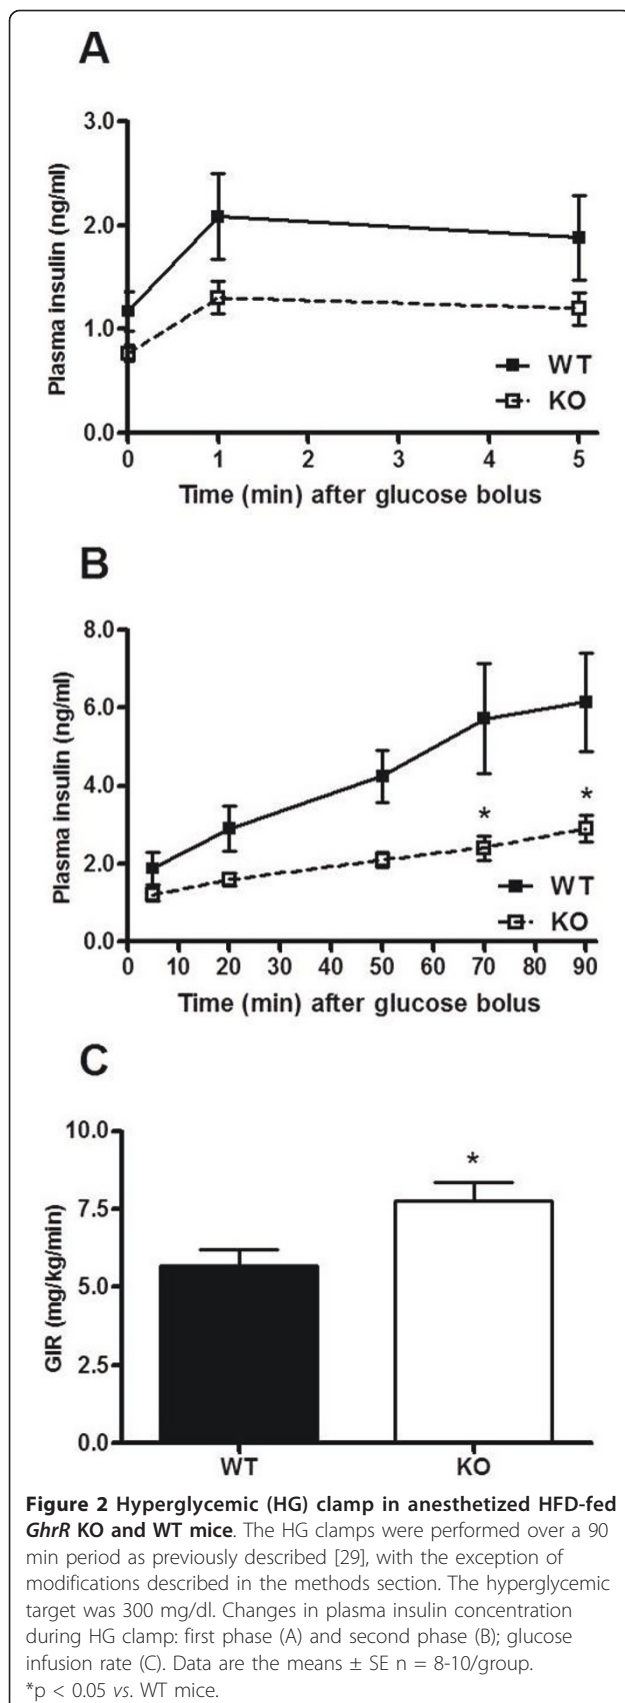 A
3.0
2.0
1.0
0.0
Plasma insulin (ng/ml)
WT
KO
0 1 2 3 4 5
Time (min) after glucose bolus
B
8.0
6.0
4.0
2.0
0.0
Plasma insulin (ng/ml)
* *
WT
KO
0 10 20 30 40 50 60 70 80 90
Time (min) after glucose bolus
C
10.0
7.5
5.0
2.5
0.0
GIR (mg/kg/min)
*
WT KO
Figure 2 Hyperglycemic (HG) clamp in anesthetized HFD-fed
GhrR KO and WT mice. The HG clamps were performed over a 90
min period as previously described [29], with the exception of
modifications described in the methods section. The hyperglycemic
target was 300 mg/dl. Changes in plasma insulin concentration
during HG clamp: first phase (A) and second phase (B); glucose
infusion rate (C). Data are the means ± SE n = 8-10/group.
*p < 0.05 vs. WT mice.